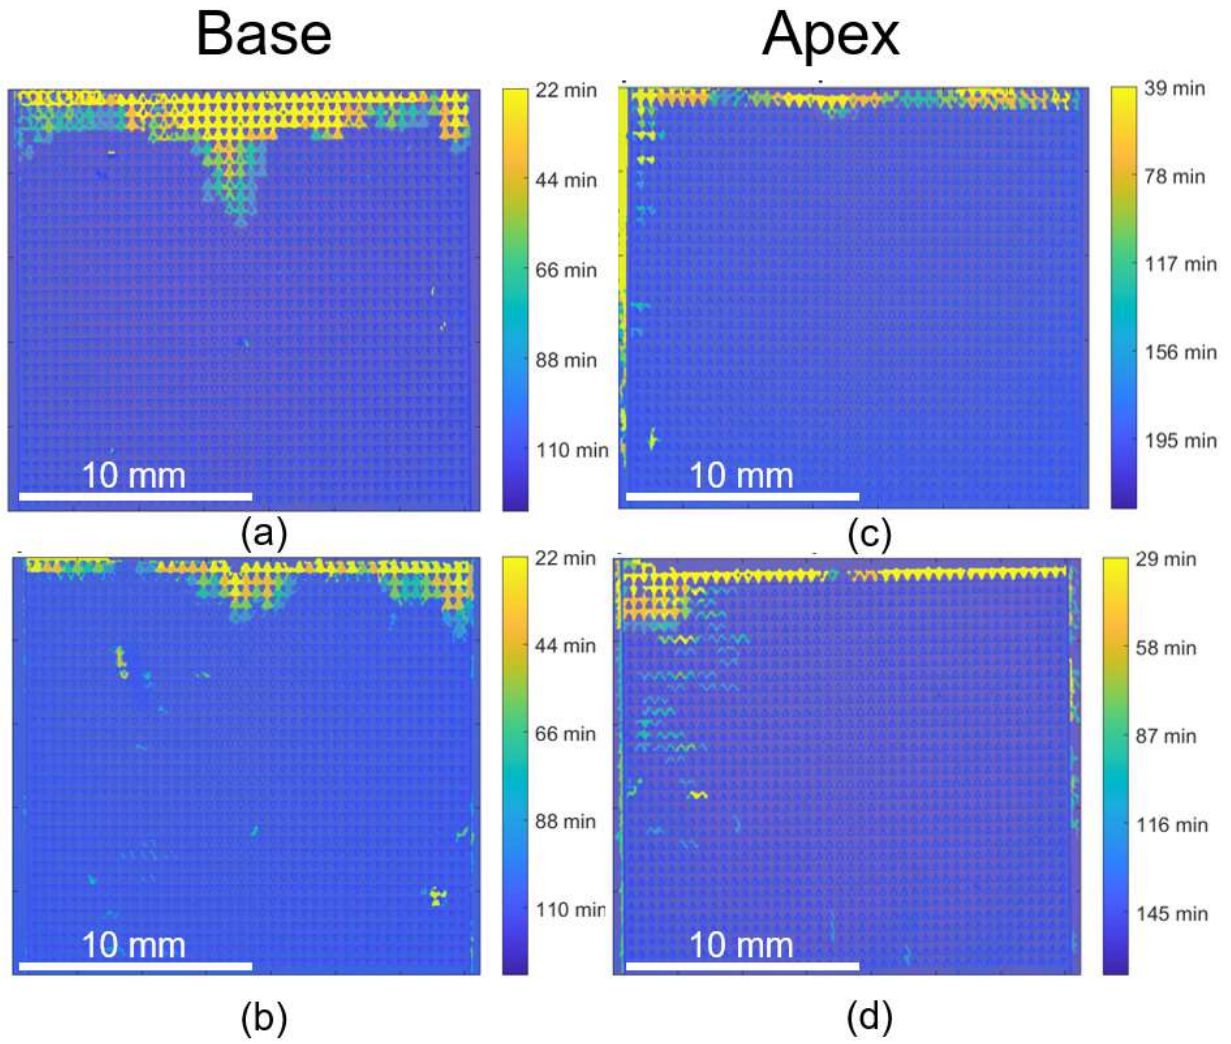 Base
Apex
22 min
44 min
66 min
88 min
110 min
10 mm
(a)
39 min
78 min
117 min
156 min
195 min
10 mm
(c)
22 min
44 min
66 min
88 min
110 min
10 mm
(b)
29 min
58 min
87 min
116 min
145 min
10 mm
(d)